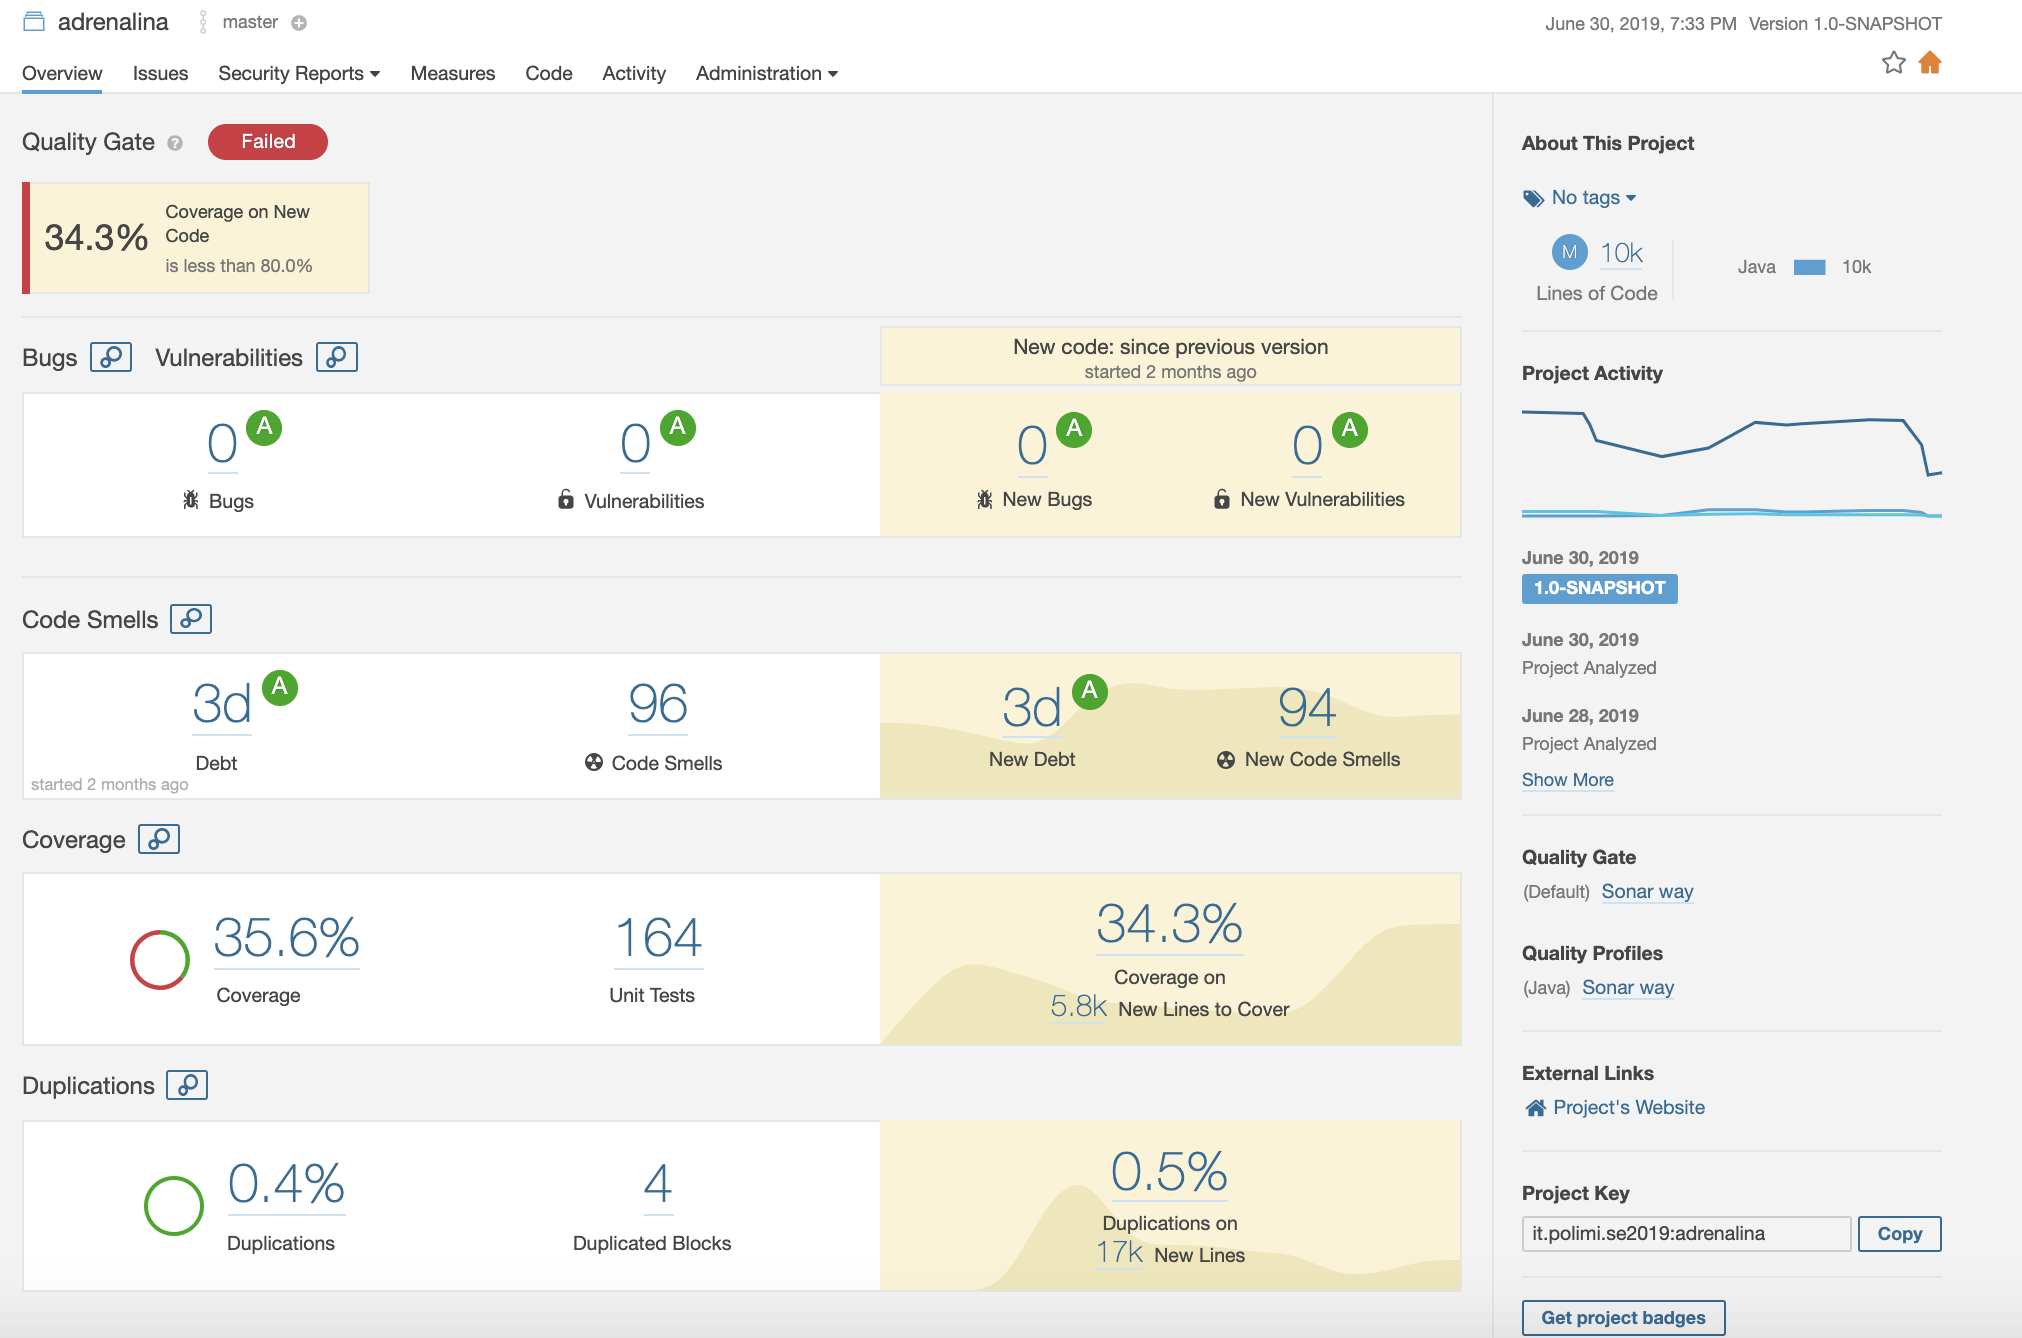 adrenalina
master
June 30, 2019, 7:33 PM Version 1.0-SNAPSHOT
Overview Issues Security Reports Measures Code Activity Administration
Quality Gate ? Failed
34.3%
Coverage on New
Code
is less than 80.0%
Bugs Vulnerabilities
New code: since previous version
started 2 months ago
0 A
Bugs
0 A
Vulnerabilities
0 A
New Bugs
0 A
New Vulnerabilities
Code Smells
3d A
Debt
started 2 months ago
96
Code Smells
3d A
New Debt
94
New Code Smells
Coverage
35.6%
Coverage
164
Unit Tests
34.3%
Coverage on
5.8k New Lines to Cover
Duplications
0.4%
Duplications
4
Duplicated Blocks
0.5%
Duplications on
17k New Lines
About This Project
No tags
M 10k
Lines of Code
Java 10k
Project Activity
June 30, 2019
1.0-SNAPSHOT
June 30, 2019
Project Analyzed
June 28, 2019
Project Analyzed
Show More
Quality Gate
(Default) Sonar way
Quality Profiles
(Java) Sonar way
External Links
Project's Website
Project Key
it.polimi.se2019:adrenalina Copy
Get project badges